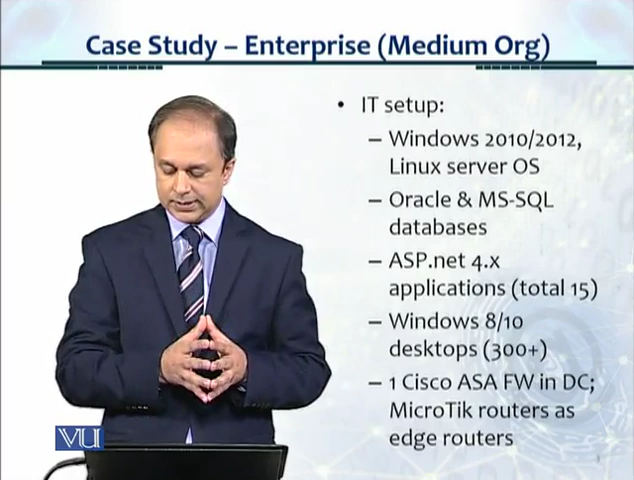 Case Study – Enterprise (Medium Org)
• IT setup:
– Windows 2010/2012,
Linux server OS
– Oracle & MS-SQL
databases
– ASP.net 4.x
applications (total 15)
– Windows 8/10
desktops (300+)
– 1 Cisco ASA FW in DC;
MicroTik routers as
edge routers
VU